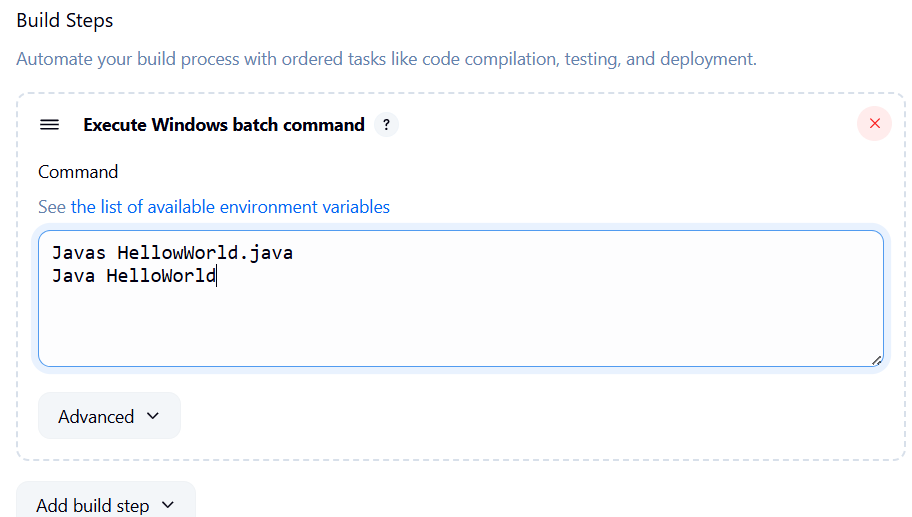 Build Steps
Automate your build process with ordered tasks like code compilation, testing, and deployment.
Execute Windows batch command ?
Command
See the list of available environment variables
Javas HellowWorld.java
Java HelloWorld
Advanced
Add build step